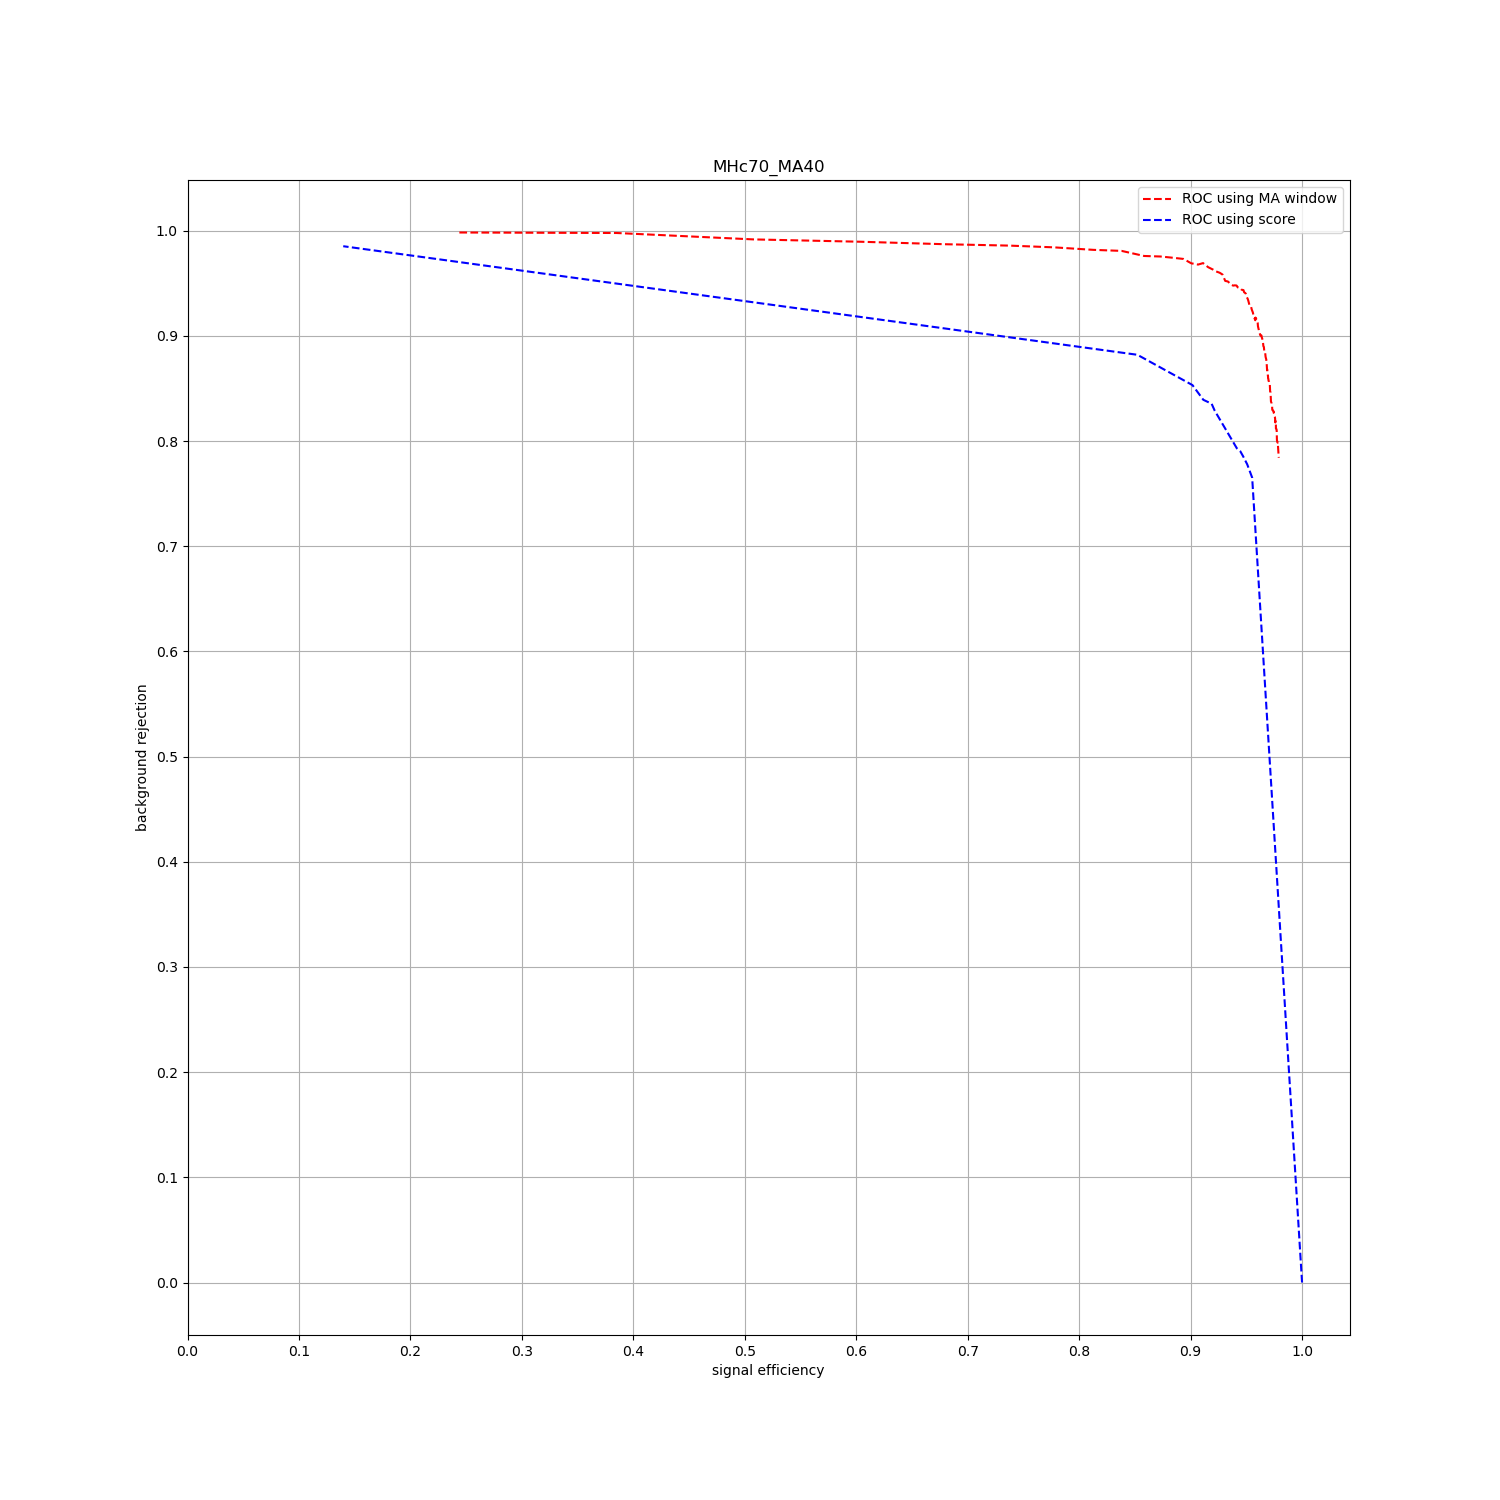 MHc70_MA40
ROC using MA window
ROC using score
1.0
0.9
0.8
0.7
0.6
0.5
0.4
0.3
0.2
0.1
0.0
background rejection
0.0 0.1 0.2 0.3 0.4 0.5 0.6 0.7 0.8 0.9 1.0
signal efficiency